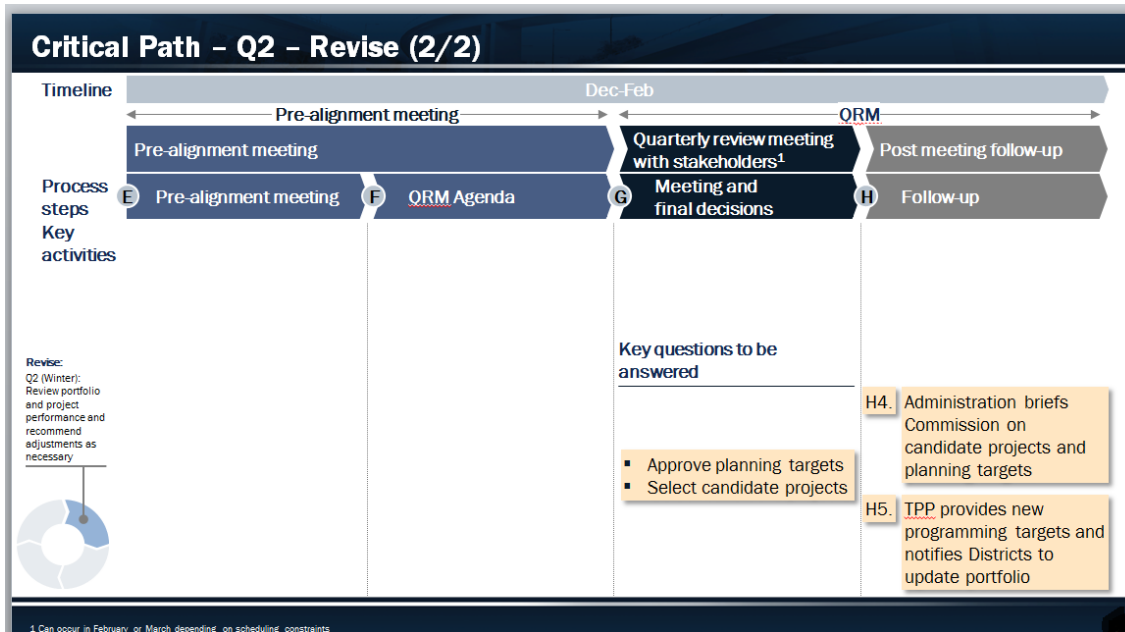 Critical Path – Q2 – Revise (2/2)
Timeline
Dec-Feb
Pre-alignment meeting
QRM
Pre-alignment meeting
Quarterly review meeting
with stakeholders¹
Post meeting follow-up
Process
steps
E
Pre-alignment meeting
F
QRM Agenda
G
Meeting and
final decisions
H
Follow-up
Key
activities
Key questions to be
answered
▪ Approve planning targets
▪ Select candidate projects
H4. Administration briefs
Commission on
candidate projects and
planning targets
H5. TPP provides new
programming targets and
notifies Districts to
update portfolio
Revise:
Q2 (Winter):
Review portfolio
and project
performance and
recommend
adjustments as
necessary
1 Can occur in February or March depending on scheduling constraints